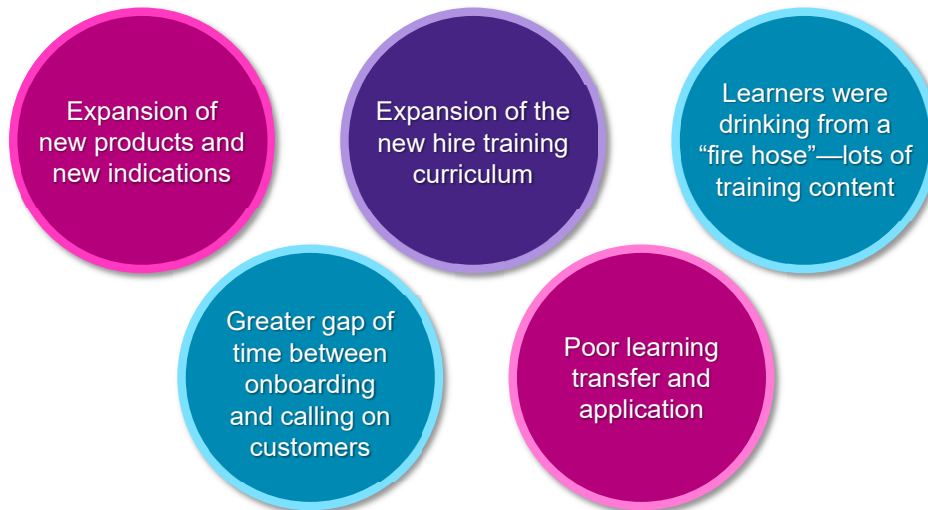 Expansion of
new products and
new indications
Expansion of the
new hire training
curriculum
Learners were
drinking from a
“fire hose”—lots of
training content
Greater gap of
time between
onboarding
and calling on
customers
Poor learning
transfer and
application